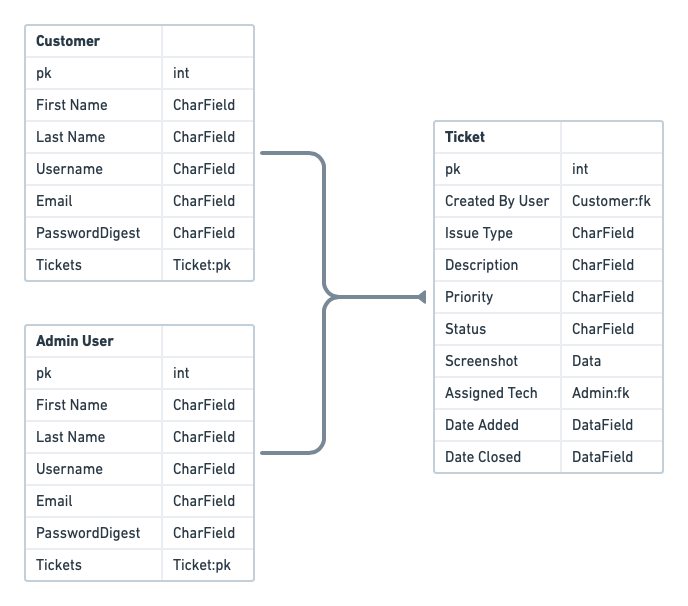 Customer
pk int
First Name CharField
Last Name CharField
Username CharField
Email CharField
PasswordDigest CharField
Tickets Ticket:pk
Admin User
pk int
First Name CharField
Last Name CharField
Username CharField
Email CharField
PasswordDigest CharField
Tickets Ticket:pk
Ticket
pk int
Created By User Customer:fk
Issue Type CharField
Description CharField
Priority CharField
Status CharField
Screenshot Data
Assigned Tech Admin:fk
Date Added DataField
Date Closed DataField